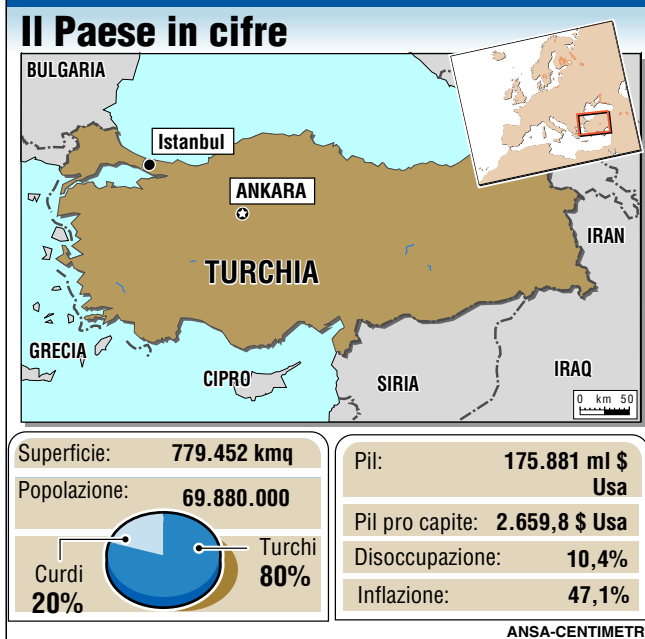 Il Paese in cifre
BULGARIA
Istanbul
ANKARA
TURCHIA
IRAN
GRECIA
CIPRO
SIRIA
IRAQ
0 km 50
Superficie: 779.452 kmq
Popolazione: 69.880.000
Turchi
80%
Curdi
20%
Pil: 175.881 ml $
Usa
Pil pro capite: 2.659,8 $ Usa
Disoccupazione: 10,4%
Inflazione: 47,1%
ANSA-CENTIMETR